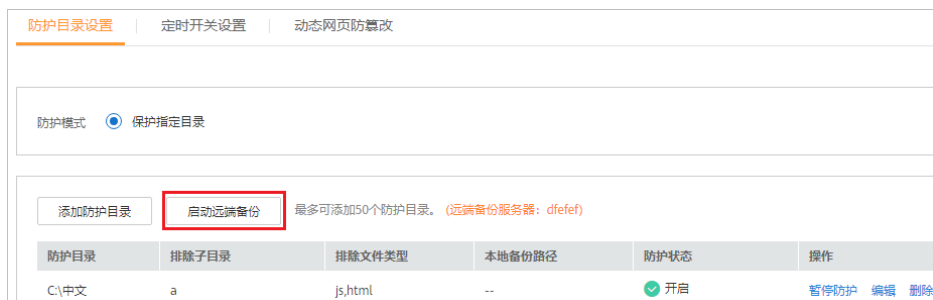 防护目录设置 定时开关设置 动态网页防篡改
防护模式 保护指定目录
添加防护目录 启动远端备份 最多可添加50个防护目录。 (远端备份服务器：dfefef)
防护目录 排除子目录 排除文件类型 本地备份路径 防护状态 操作
C:\中文 a js,html -- 开启 暂停防护 编辑 删除